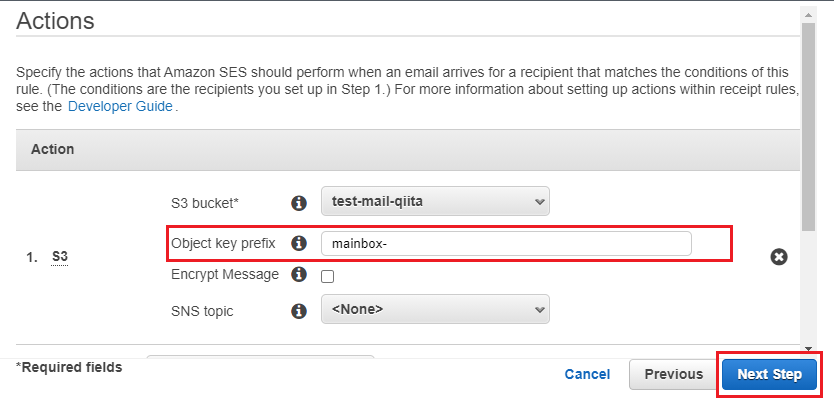 Actions
Specify the actions that Amazon SES should perform when an email arrives for a recipient that matches the conditions of this
rule. (The conditions are the recipients you set up in Step 1.) For more information about setting up actions within receipt rules,
see the Developer Guide .
Action
S3 bucket* test-mail-qiita
Object key prefix mainbox-
1. S3
Encrypt Message
SNS topic <None>
*Required fields
Cancel Previous Next Step